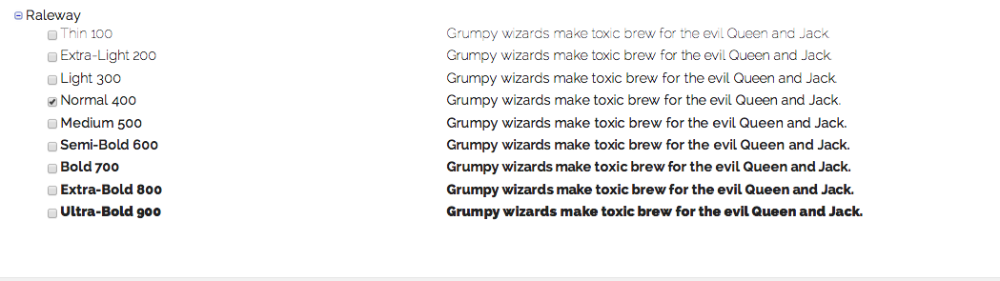 Raleway
Thin 100 Grumpy wizards make toxic brew for the evil Queen and Jack.
Extra-Light 200 Grumpy wizards make toxic brew for the evil Queen and Jack.
Light 300 Grumpy wizards make toxic brew for the evil Queen and Jack.
Normal 400 Grumpy wizards make toxic brew for the evil Queen and Jack.
Medium 500 Grumpy wizards make toxic brew for the evil Queen and Jack.
Semi-Bold 600 Grumpy wizards make toxic brew for the evil Queen and Jack.
Bold 700 Grumpy wizards make toxic brew for the evil Queen and Jack.
Extra-Bold 800 Grumpy wizards make toxic brew for the evil Queen and Jack.
Ultra-Bold 900 Grumpy wizards make toxic brew for the evil Queen and Jack.